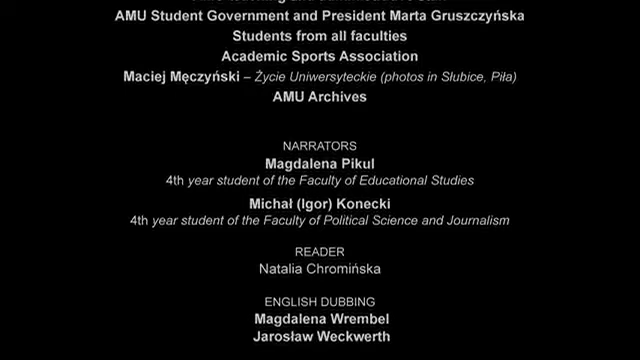 AMU Student Government and President Marta Gruszczyńska
Students from all faculties
Academic Sports Association
Maciej Męczyński – Życie Uniwersyteckie (photos in Słubice, Piła)
AMU Archives
NARRATORS
Magdalena Pikul
4th year student of the Faculty of Educational Studies
Michał (Igor) Konecki
4th year student of the Faculty of Political Science and Journalism
READER
Natalia Chromińska
ENGLISH DUBBING
Magdalena Wrembel
Jarosław Weckwerth